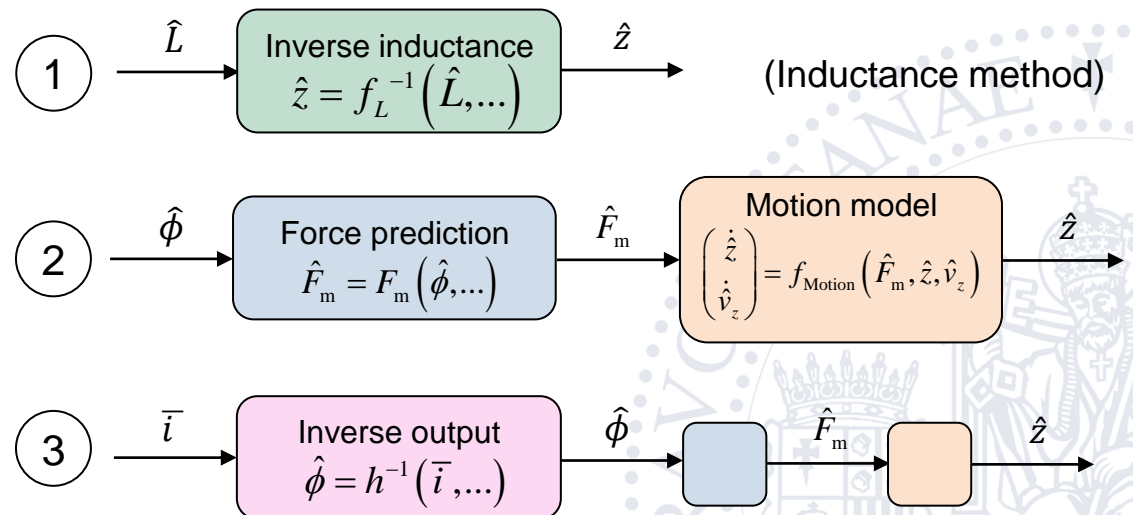 1
L̂
Inverse inductance
ẑ = f_L⁻¹(L̂,...)
ẑ
(Inductance method)
2
ϕ̂
Force prediction
F̂_m = F_m(ϕ̂,...)
F̂_m
Motion model
(ẑ̇ v̂̇_z) = f_Motion(F̂_m, ẑ, v̂_z)
ẑ
3
i̅
Inverse output
ϕ̂ = h⁻¹(i̅,...)
ϕ̂
F̂_m
ẑ